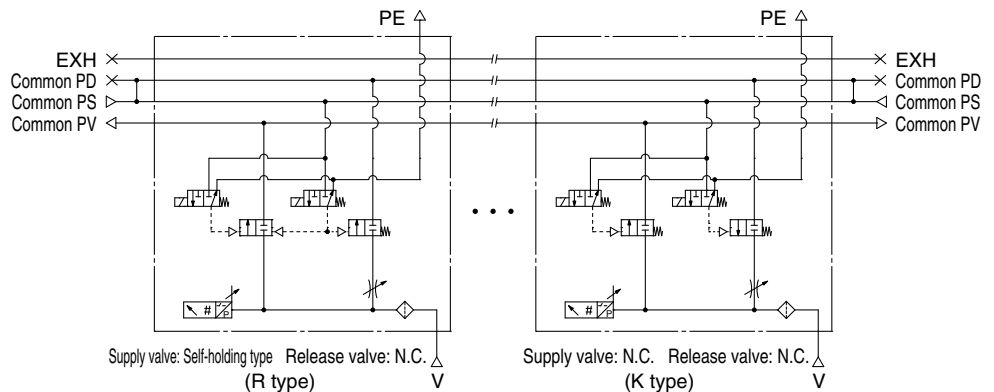 PE PE
EXH EXH
Common PD Common PD
Common PS Common PS
Common PV Common PV
# P # P
Supply valve: Self-holding type Release valve: N.C. Supply valve: N.C. Release valve: N.C.
(R type) V (K type) V